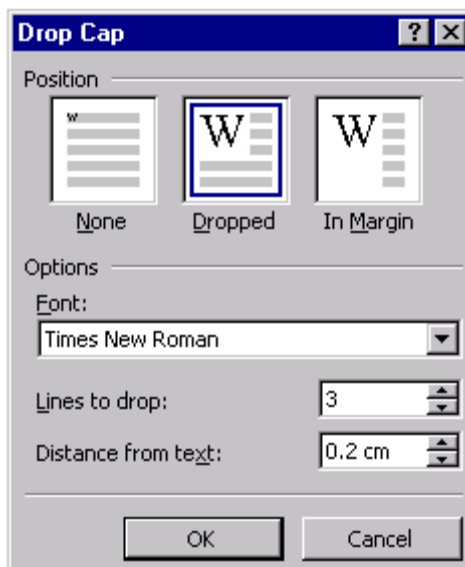 Drop Cap
Position
W W W
None Dropped In Margin
Options
Font:
Times New Roman
Lines to drop: 3
Distance from text: 0.2 cm
OK Cancel